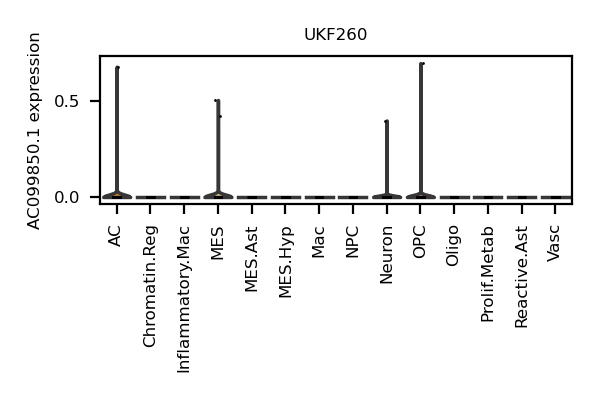 UKF260
AC099850.1 expression
0.5
0.0
AC
Chromatin.Reg
Inflammatory.Mac
MES
MES.Ast
MES.Hyp
Mac
NPC
Neuron
OPC
Oligo
Prolif.Metab
Reactive.Ast
Vasc